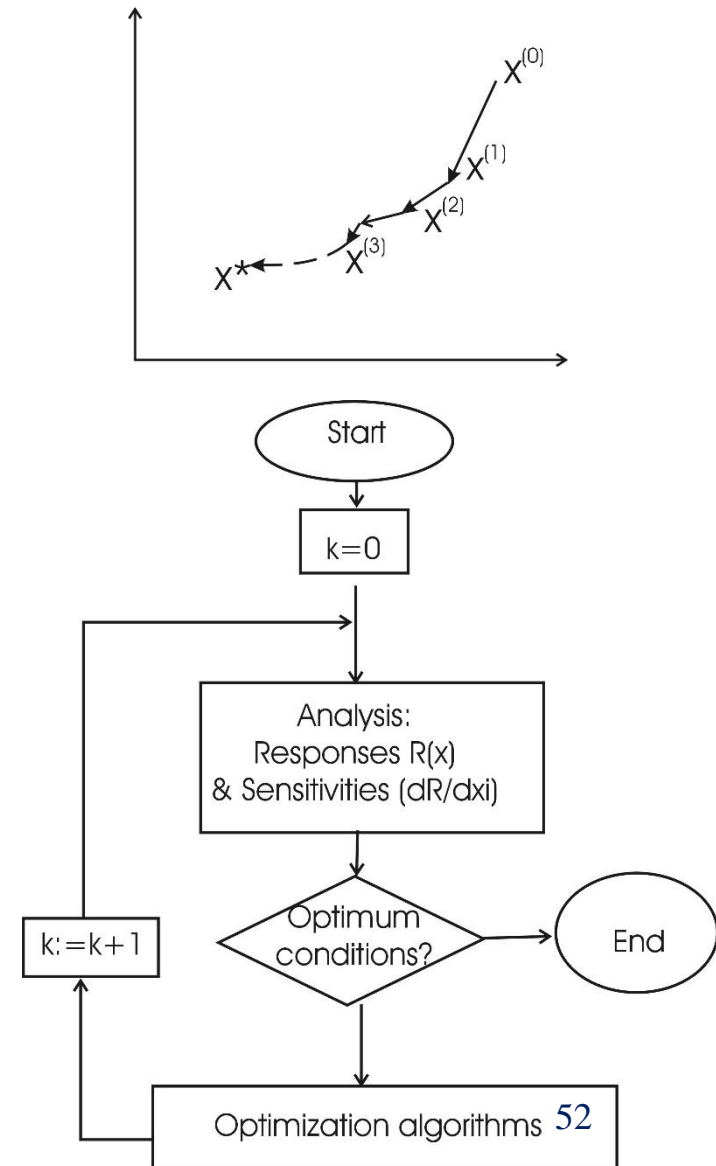 X(0)
X(1)
X(2)
X(3)
X*
Start
k=0
Analysis:
Responses R(x)
& Sensitivities (dR/dxi)
Optimum
conditions?
End
k:=k+1
Optimization algorithms 52